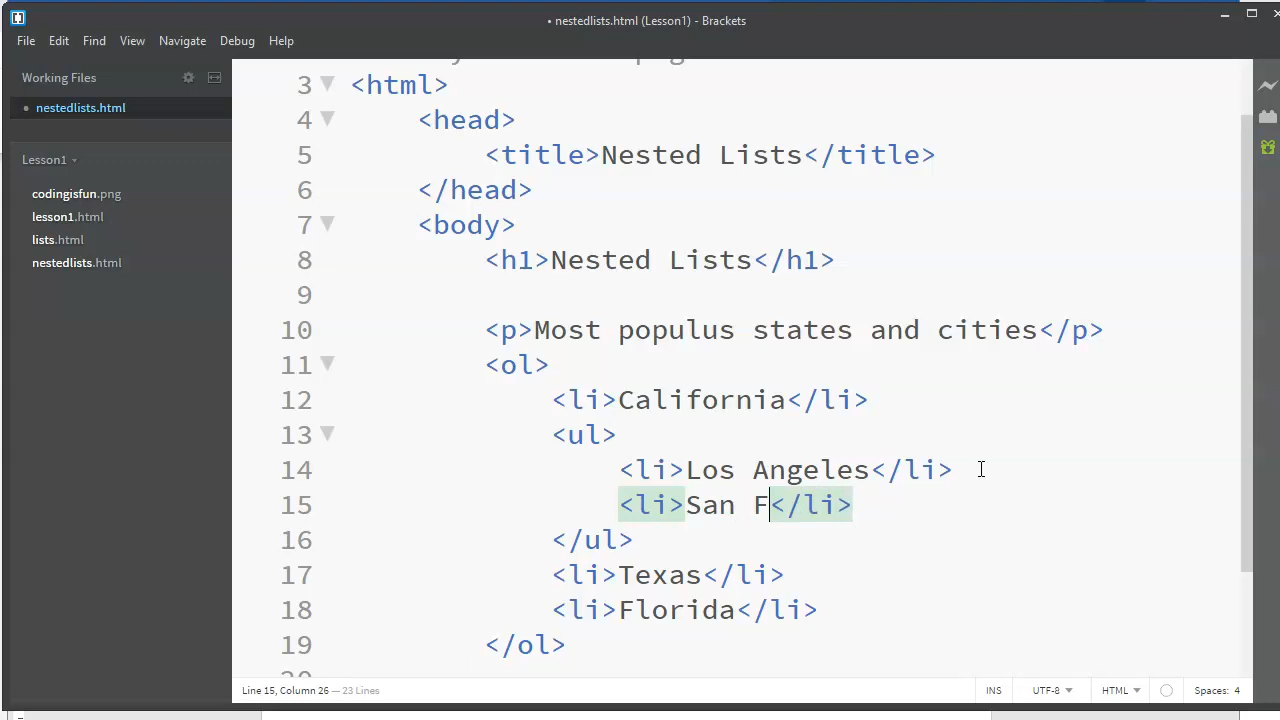 • nestedlists.html (Lesson1) - Brackets
File Edit Find View Navigate Debug Help
Working Files
• nestedlists.html
Lesson1
codingisfun.png
lesson1.html
lists.html
nestedlists.html
3 <html>
4 <head>
5 <title>Nested Lists</title>
6 </head>
7 <body>
8 <h1>Nested Lists</h1>
9
10 <p>Most populus states and cities</p>
11 <ol>
12 <li>California</li>
13 <ul>
14 <li>Los Angeles</li>
15 <li>San F</li>
16 </ul>
17 <li>Texas</li>
18 <li>Florida</li>
19 </ol>
Line 15, Column 26 — 23 Lines
INS UTF-8 HTML Spaces: 4